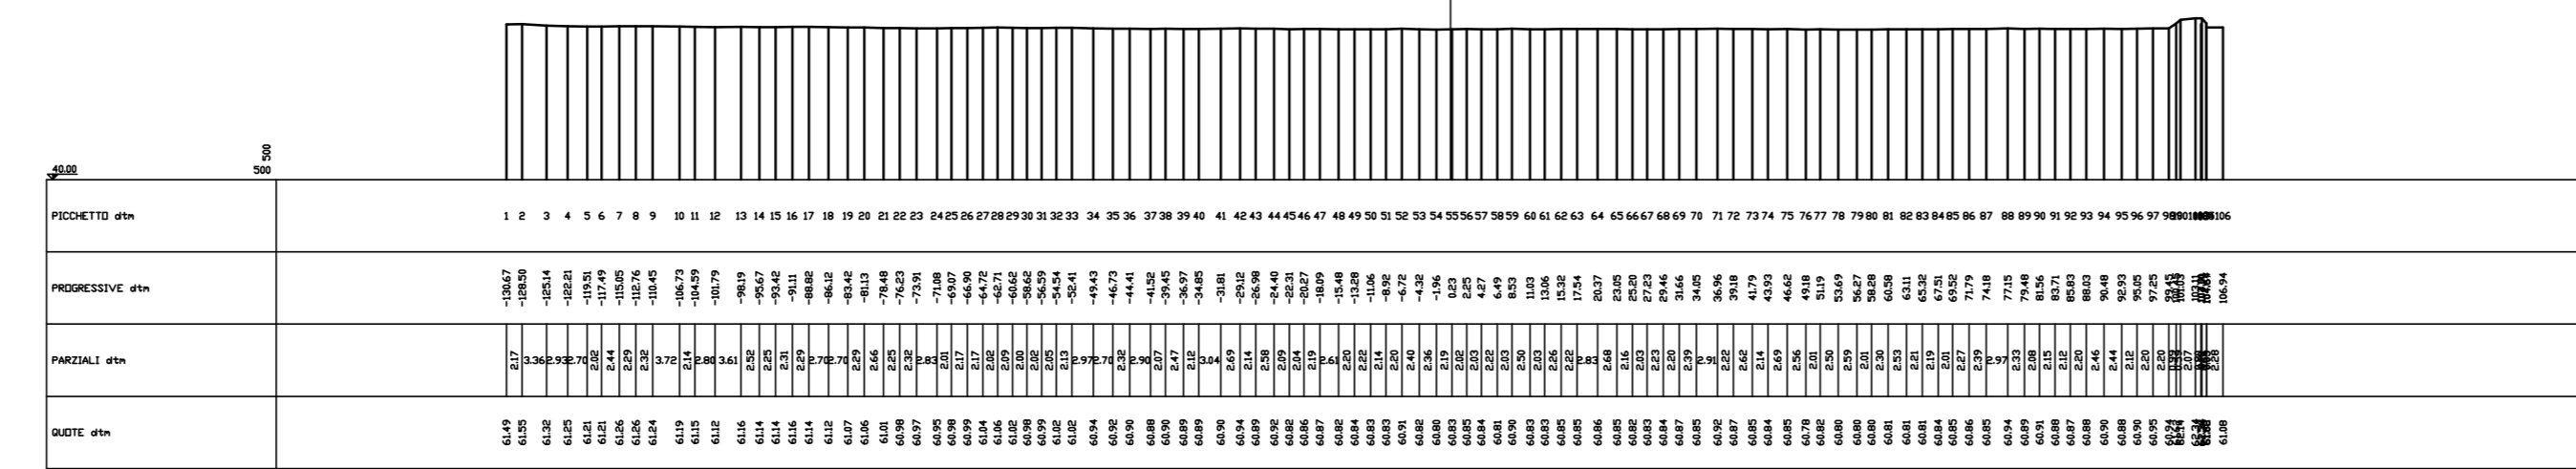 500
40.00 500
PICCHETTO dtm 1 2 3 4 5 6 7 8 9 10 11 12 13 14 15 16 17 18 19 20 21 22 23 24 25 26 27 28 29 30 31 32 33 34 35 36 37 38 39 40 41 42 43 44 45 46 47 48 49 50 51 52 53 54 55 56 57 58 59 60 61 62 63 64 65 66 67 68 69 70 71 72 73 74 75 76 77 78 79 80 81 82 83 84 85 86 87 88 89 90 91 92 93 94 95 96 97 106
PROGRESSIVE dtm -130.67 -128.50 -125.14 -122.21 -119.51 -117.49 -115.05 -112.76 -110.45 -106.73 -104.59 -101.79 -98.19 -95.67 -93.42 -91.11 -88.82 -86.12 -83.42 -81.13 -78.48 -76.23 -73.91 -71.08 -69.07 -66.90 -64.72 -62.71 -60.62 -58.62 -56.59 -54.54 -52.41 -49.43 -46.73 -44.41 -41.52 -39.45 -36.97 -34.85 -31.81 -29.12 -26.98 -24.40 -22.31 -20.27 -18.09 -15.48 -13.28 -11.06 -8.92 -6.72 -4.32 -1.96 0.23 2.25 4.27 6.49 8.53 11.03 13.06 15.32 17.54 20.37 23.05 25.20 27.23 29.46 31.66 34.05 36.96 39.18 41.79 43.93 46.62 49.18 51.19 53.69 56.27 58.28 60.58 63.11 65.32 67.51 69.52 71.79 74.18 77.15 79.48 81.56 83.71 85.83 88.03 90.48 92.93 95.05 97.25 99.45 106.94
PARZIALI dtm 2.17 3.36 2.93 2.70 2.02 2.44 2.29 2.32 3.72 2.14 2.80 3.61 2.52 2.25 2.31 2.29 2.70 2.70 2.29 2.66 2.25 2.32 2.83 2.01 2.17 2.17 2.02 2.09 2.00 2.02 2.05 2.13 2.97 2.70 2.32 2.90 2.07 2.47 2.12 3.04 2.69 2.14 2.58 2.09 2.04 2.19 2.61 2.20 2.22 2.14 2.20 2.40 2.36 2.19 2.02 2.03 2.22 2.03 2.50 2.03 2.26 2.22 2.83 2.68 2.16 2.03 2.23 2.20 2.39 2.91 2.22 2.62 2.14 2.69 2.56 2.01 2.50 2.59 2.01 2.30 2.53 2.21 2.19 2.01 2.27 2.39 2.97 2.33 2.08 2.15 2.12 2.20 2.46 2.44 2.12 2.20 2.20 2.07 2.28
QUOTE dtm 61.49 61.55 61.32 61.25 61.21 61.21 61.26 61.26 61.24 61.19 61.15 61.12 61.16 61.14 61.14 61.16 61.14 61.12 61.07 61.06 61.01 60.98 60.97 60.95 60.98 60.99 61.04 61.06 61.02 60.98 60.99 61.02 61.02 60.94 60.92 60.90 60.88 60.90 60.89 60.89 60.90 60.94 60.89 60.92 60.82 60.86 60.87 60.82 60.84 60.83 60.83 60.91 60.82 60.80 60.83 60.85 60.84 60.81 60.90 60.83 60.83 60.85 60.85 60.86 60.85 60.82 60.83 60.84 60.87 60.85 60.92 60.87 60.85 60.84 60.85 60.78 60.82 60.80 60.80 60.80 60.81 60.81 60.81 60.84 60.85 60.86 60.85 60.94 60.89 60.91 60.88 60.87 60.88 60.90 60.88 60.90 60.95 60.94 61.08